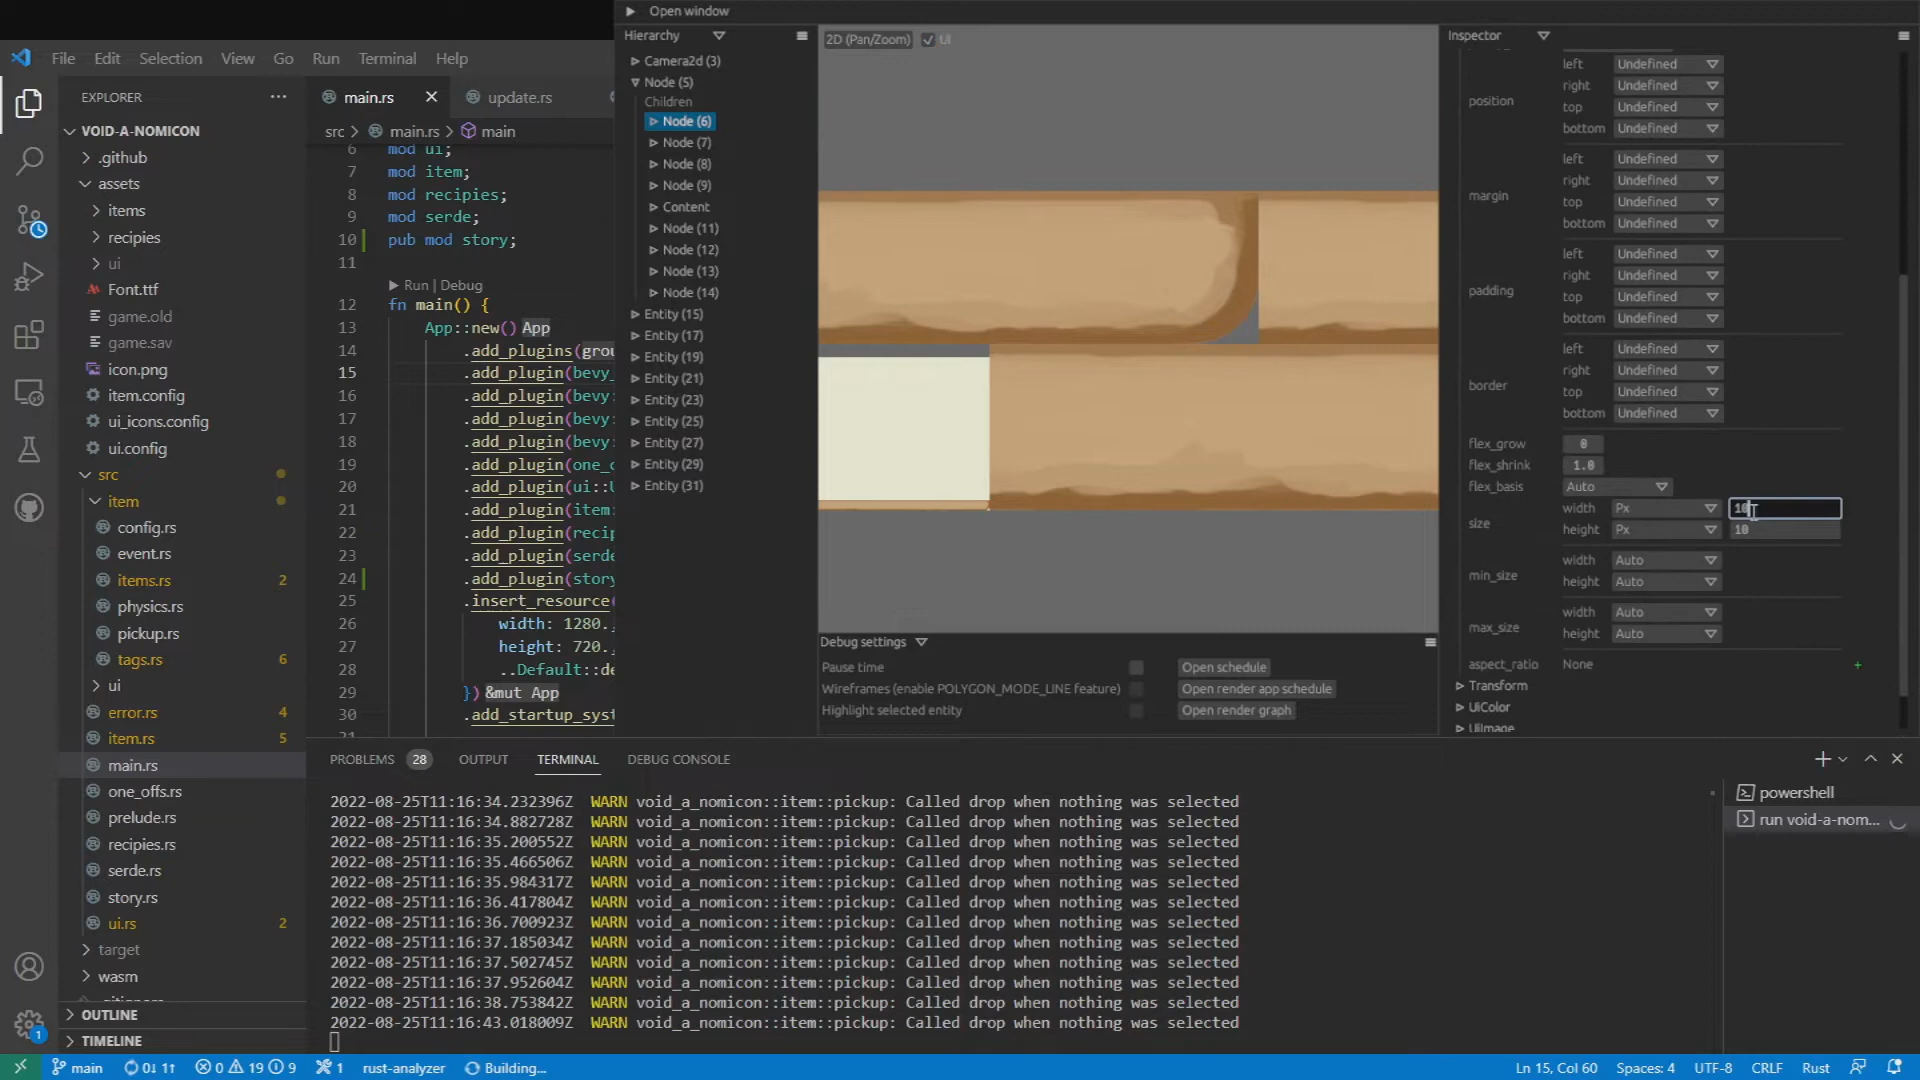 Open window
File Edit Selection View Go Run Terminal Help
EXPLORER
VOID-A-NOMICON
.github
assets
items
recipies
ui
Font.ttf
game.old
game.sav
icon.png
item.config
ui_icons.config
ui.config
src
item
config.rs
event.rs
items.rs 2
physics.rs
pickup.rs
tags.rs 6
ui
error.rs 4
item.rs 5
main.rs
one_offs.rs
prelude.rs
recipies.rs
serde.rs
story.rs
ui.rs 2
target
wasm
OUTLINE
TIMELINE
main.rs update.rs
src > main.rs > main
6 mod ui;
7 mod item;
8 mod recipies;
9 mod serde;
10 pub mod story;
11
Run | Debug
12 fn main() {
13 App::new() App
14 .add_plugins(grou
15 .add_plugin(bevy_
16 .add_plugin(bevy:
17 .add_plugin(bevy:
18 .add_plugin(bevy:
19 .add_plugin(one_o
20 .add_plugin(ui::U
21 .add_plugin(item:
22 .add_plugin(recip
23 .add_plugin(serde
24 .add_plugin(story
25 .insert_resource(
26 width: 1280.,
27 height: 720.,
28 ..Default::de
29 }) &mut App
30 .add_startup_syst
31
Hierarchy
Camera2d (3)
Node (5)
Children
Node (6)
Node (7)
Node (8)
Node (9)
Content
Node (11)
Node (12)
Node (13)
Node (14)
Entity (15)
Entity (17)
Entity (19)
Entity (21)
Entity (23)
Entity (25)
Entity (27)
Entity (29)
Entity (31)
2D (Pan/Zoom) UI
Debug settings
Pause time Open schedule
Wireframes (enable POLYGON_MODE_LINE feature) Open render app schedule
Highlight selected entity Open render graph
Inspector
position
left Undefined
right Undefined
top Undefined
bottom Undefined
margin
left Undefined
right Undefined
top Undefined
bottom Undefined
padding
left Undefined
right Undefined
top Undefined
bottom Undefined
border
left Undefined
right Undefined
top Undefined
bottom Undefined
flex_grow 0
flex_shrink 1.0
flex_basis Auto
size
width Px 10
height Px 10
min_size
width Auto
height Auto
max_size
width Auto
height Auto
aspect_ratio None +
Transform
UiColor
UiImage
PROBLEMS 28 OUTPUT TERMINAL DEBUG CONSOLE
2022-08-25T11:16:34.232396Z WARN void_a_nomicon::item::pickup: Called drop when nothing was selected
2022-08-25T11:16:34.882728Z WARN void_a_nomicon::item::pickup: Called drop when nothing was selected
2022-08-25T11:16:35.200552Z WARN void_a_nomicon::item::pickup: Called drop when nothing was selected
2022-08-25T11:16:35.466506Z WARN void_a_nomicon::item::pickup: Called drop when nothing was selected
2022-08-25T11:16:35.984317Z WARN void_a_nomicon::item::pickup: Called drop when nothing was selected
2022-08-25T11:16:36.417804Z WARN void_a_nomicon::item::pickup: Called drop when nothing was selected
2022-08-25T11:16:36.700923Z WARN void_a_nomicon::item::pickup: Called drop when nothing was selected
2022-08-25T11:16:37.185034Z WARN void_a_nomicon::item::pickup: Called drop when nothing was selected
2022-08-25T11:16:37.502745Z WARN void_a_nomicon::item::pickup: Called drop when nothing was selected
2022-08-25T11:16:37.952604Z WARN void_a_nomicon::item::pickup: Called drop when nothing was selected
2022-08-25T11:16:38.753842Z WARN void_a_nomicon::item::pickup: Called drop when nothing was selected
2022-08-25T11:16:43.018009Z WARN void_a_nomicon::item::pickup: Called drop when nothing was selected
powershell
run void-a-nom...
1
main 0↓ 1↑ 0 19 9 1 rust-analyzer Building... Ln 15, Col 60 Spaces: 4 UTF-8 CRLF Rust